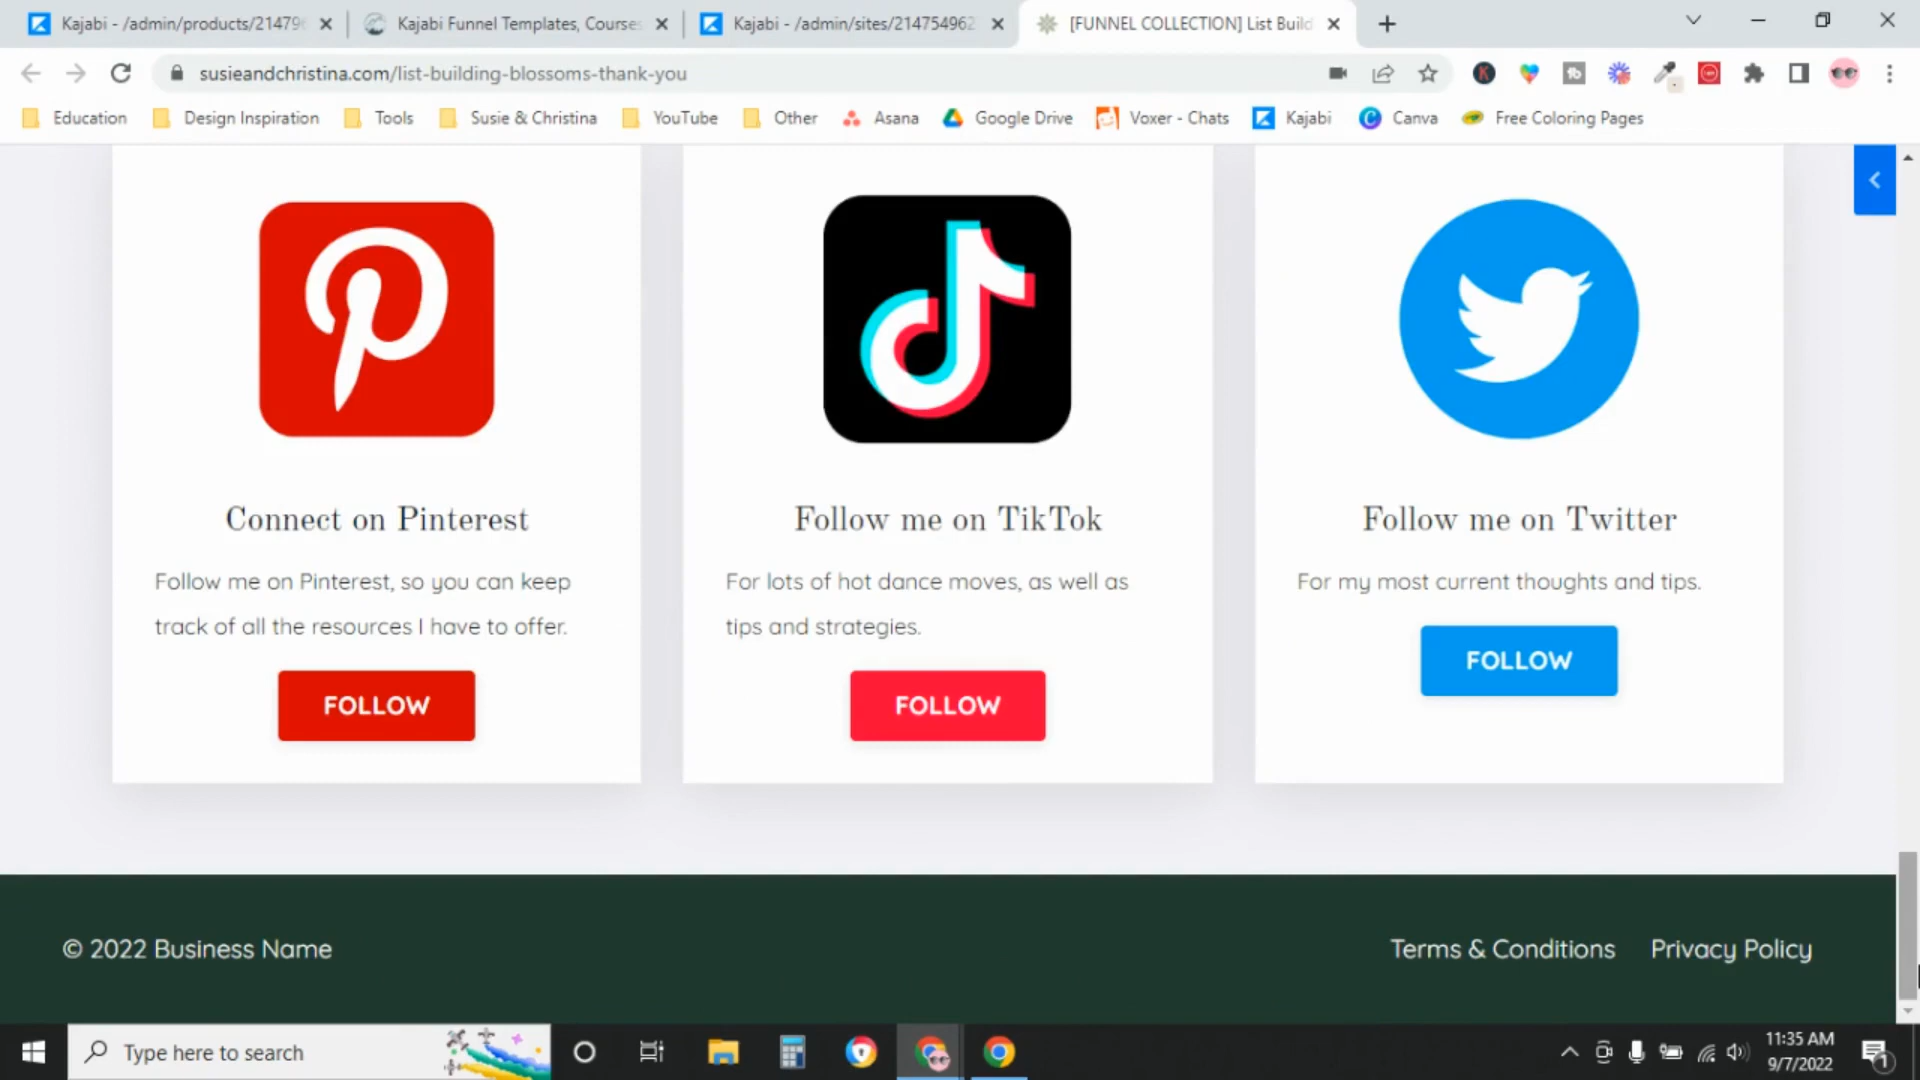 Kajabi - /admin/products/21479
Kajabi Funnel Templates, Courses
Kajabi - /admin/sites/214754962
[FUNNEL COLLECTION] List Build
susieandchristina.com/list-building-blossoms-thank-you
Education
Design Inspiration
Tools
Susie & Christina
YouTube
Other
Asana
Google Drive
Voxer - Chats
Kajabi
Canva
Free Coloring Pages
Connect on Pinterest
Follow me on Pinterest, so you can keep
track of all the resources I have to offer.
FOLLOW
Follow me on TikTok
For lots of hot dance moves, as well as
tips and strategies.
FOLLOW
Follow me on Twitter
For my most current thoughts and tips.
FOLLOW
© 2022 Business Name
Terms & Conditions
Privacy Policy
Type here to search
11:35 AM
9/7/2022
1